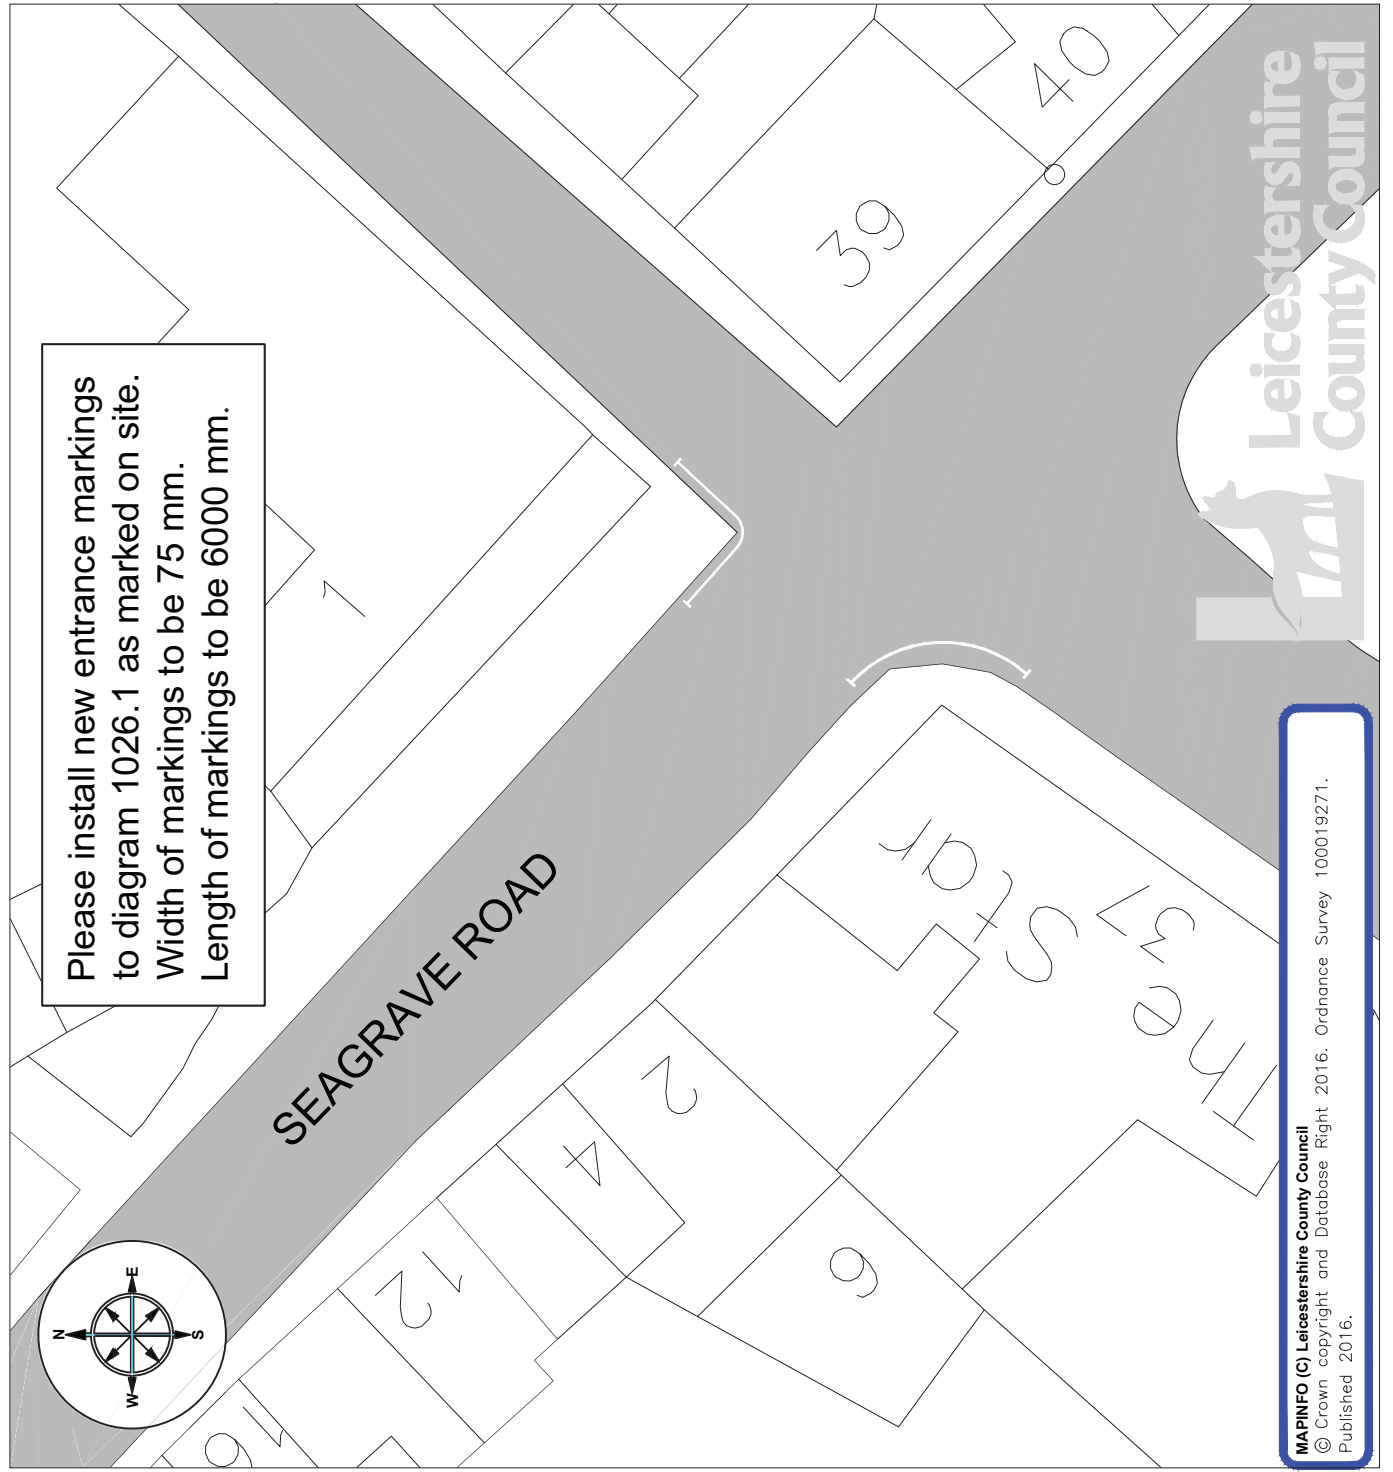 Please install new entrance markings
to diagram 1026.1 as marked on site.
Width of markings to be 75 mm.
Length of markings to be 6000 mm.
SEAGRAVE ROAD
1
39
40
The Star
37
2
4
6
12
16
N
E
S
W
Leicestershire
County Council
MAPINFO (C) Leicestershire County Council
© Crown copyright and Database Right 2016. Ordnance Survey 100019271.
Published 2016.